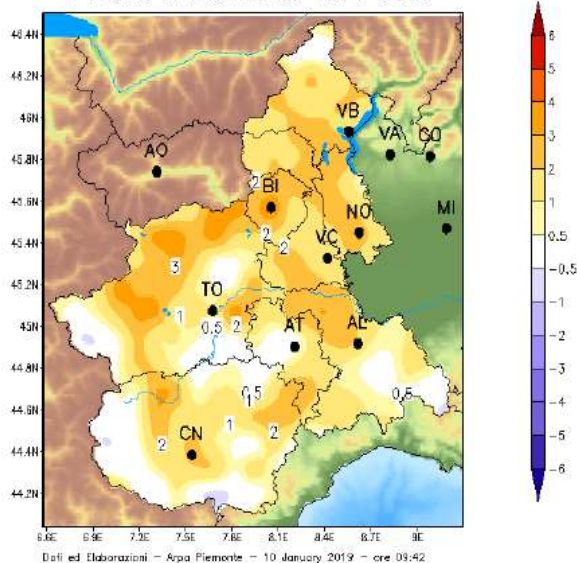 46.4N
46.3N
46N
45.8N
45.6N
45.4N
45.2N
45N
44.8N
44.6N
44.4N
44.2N
VB
VA
CO
AO
2
BI
NO
MI
2
VC
2
3
TO
1
0.5
2
AT
AL
0.5
0.5
1
1
2
CN
2
6.6E
6.9E
7.2E
7.5E
7.8E
8.1E
8.4E
8.7E
9E
6
5
4
3
2
1
0.5
-0.5
-1
-2
-3
-4
-5
-6
Dati ed Elaborazioni - Arpa Piemonte - 10 January 2019 - ore 09:42